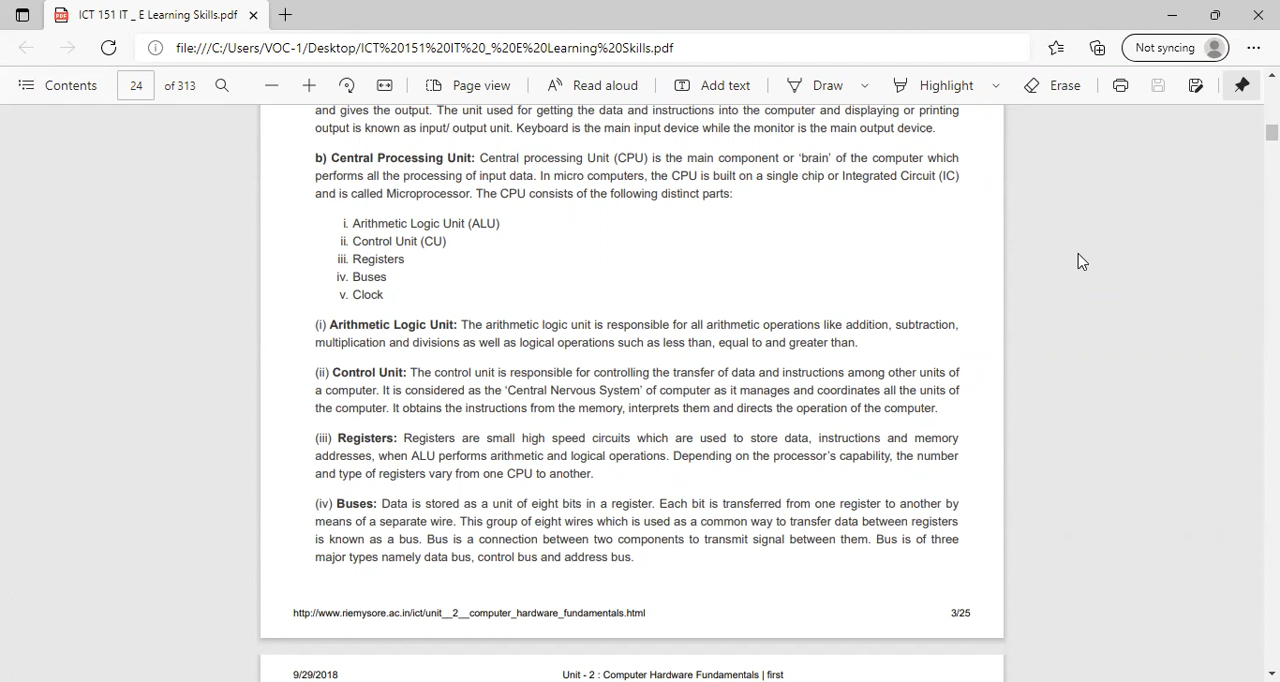 ICT 151 IT _ E Learning Skills.pdf
file:///C:/Users/VOC-1/Desktop/ICT%20151%20IT%20_%20E%20Learning%20Skills.pdf
Not syncing
Contents 24 of 313 Page view Read aloud Add text Draw Highlight Erase
and gives the output. The unit used for getting the data and instructions into the computer and displaying or printing
output is known as input/ output unit. Keyboard is the main input device while the monitor is the main output device.
b) Central Processing Unit: Central processing Unit (CPU) is the main component or ‘brain’ of the computer which
performs all the processing of input data. In micro computers, the CPU is built on a single chip or Integrated Circuit (IC)
and is called Microprocessor. The CPU consists of the following distinct parts:
i. Arithmetic Logic Unit (ALU)
ii. Control Unit (CU)
iii. Registers
iv. Buses
v. Clock
(i) Arithmetic Logic Unit: The arithmetic logic unit is responsible for all arithmetic operations like addition, subtraction,
multiplication and divisions as well as logical operations such as less than, equal to and greater than.
(ii) Control Unit: The control unit is responsible for controlling the transfer of data and instructions among other units of
a computer. It is considered as the ‘Central Nervous System’ of computer as it manages and coordinates all the units of
the computer. It obtains the instructions from the memory, interprets them and directs the operation of the computer.
(iii) Registers: Registers are small high speed circuits which are used to store data, instructions and memory
addresses, when ALU performs arithmetic and logical operations. Depending on the processor’s capability, the number
and type of registers vary from one CPU to another.
(iv) Buses: Data is stored as a unit of eight bits in a register. Each bit is transferred from one register to another by
means of a separate wire. This group of eight wires which is used as a common way to transfer data between registers
is known as a bus. Bus is a connection between two components to transmit signal between them. Bus is of three
major types namely data bus, control bus and address bus.
http://www.riemysore.ac.in/ict/unit__2__computer_hardware_fundamentals.html 3/25
9/29/2018 Unit - 2 : Computer Hardware Fundamentals | first